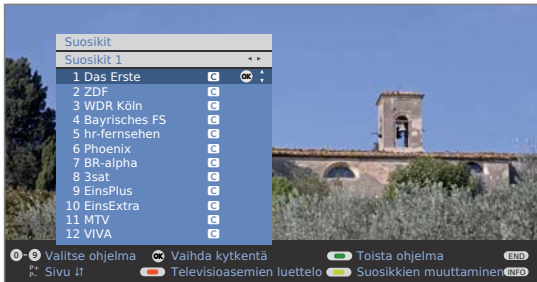 Suosikit
Suosikit 1
1 Das Erste C OK
2 ZDF C
3 WDR Köln C
4 Bayrisches FS C
5 hr-fernsehen C
6 Phoenix C
7 BR-alpha C
8 3sat C
9 EinsPlus C
10 EinsExtra C
11 MTV C
12 VIVA C
0-9 Valitse ohjelma OK Vaihda kytkentä Toista ohjelma END
P+ P- Sivu Televisioasemien luettelo Suosikkien muuttaminen INFO